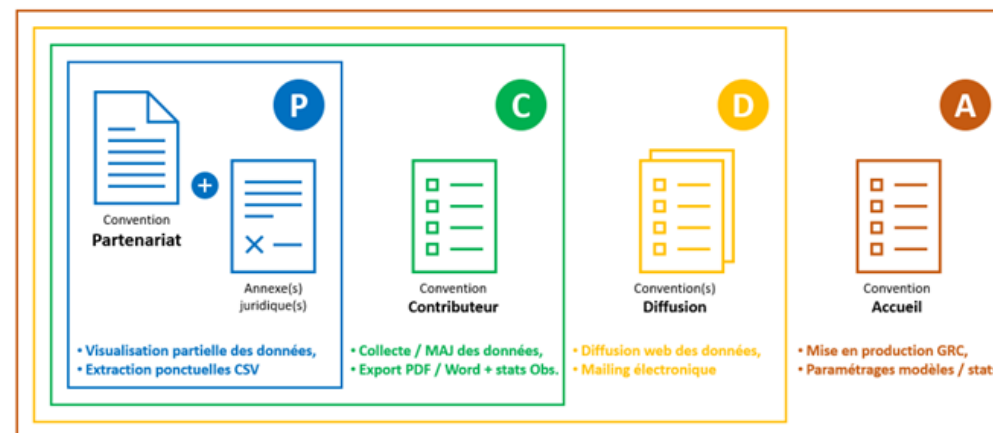 P
Convention
Partenariat
Annexe(s)
juridique(s)
• Visualisation partielle des données,
• Extraction ponctuelles CSV
C
Convention
Contributeur
• Collecte / MAJ des données,
• Export PDF / Word + stats Obs.
D
Convention(s)
Diffusion
• Diffusion web des données,
• Mailing électronique
A
Convention
Accueil
• Mise en production GRC,
• Paramétrages modèles / stat